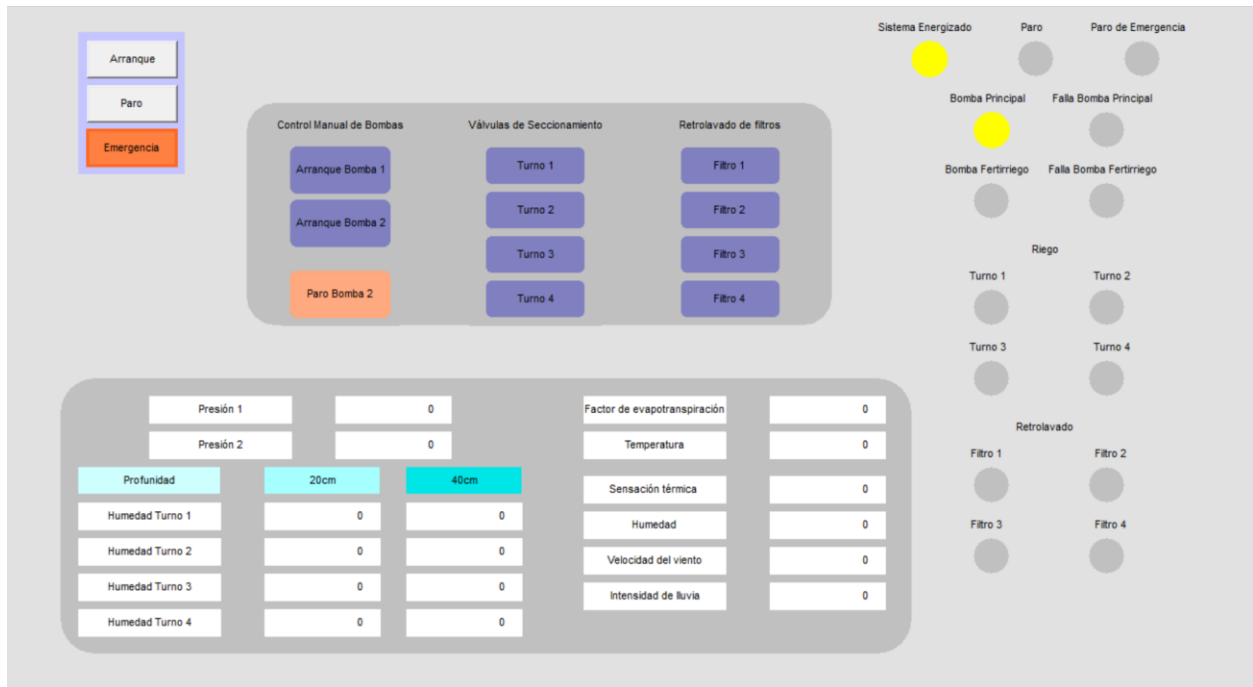 Arranque
Paro
Emergencia
Control Manual de Bombas
Arranque Bomba 1
Arranque Bomba 2
Paro Bomba 2
Válvulas de Seccionamiento
Turno 1
Turno 2
Turno 3
Turno 4
Retrolavado de filtros
Filtro 1
Filtro 2
Filtro 3
Filtro 4
Sistema Energizado Paro Paro de Emergencia
Bomba Principal Falla Bomba Principal
Bomba Fertirriego Falla Bomba Fertirriego
Riego
Turno 1 Turno 2
Turno 3 Turno 4
Retrolavado
Filtro 1 Filtro 2
Filtro 3 Filtro 4
Presión 1 0
Presión 2 0
Profunidad 20cm 40cm
Humedad Turno 1 0 0
Humedad Turno 2 0 0
Humedad Turno 3 0 0
Humedad Turno 4 0 0
Factor de evapotranspiración 0
Temperatura 0
Sensación térmica 0
Humedad 0
Velocidad del viento 0
Intensidad de lluvia 0